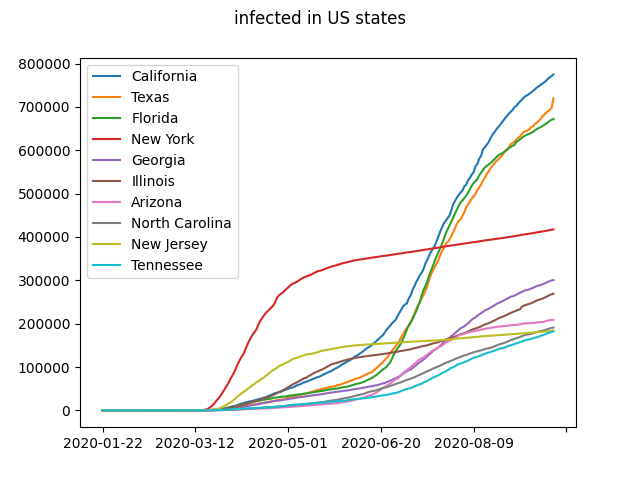 infected in US states
800000
700000
600000
500000
400000
300000
200000
100000
0
California
Texas
Florida
New York
Georgia
Illinois
Arizona
North Carolina
New Jersey
Tennessee
2020-01-22 2020-03-12 2020-05-01 2020-06-20 2020-08-09